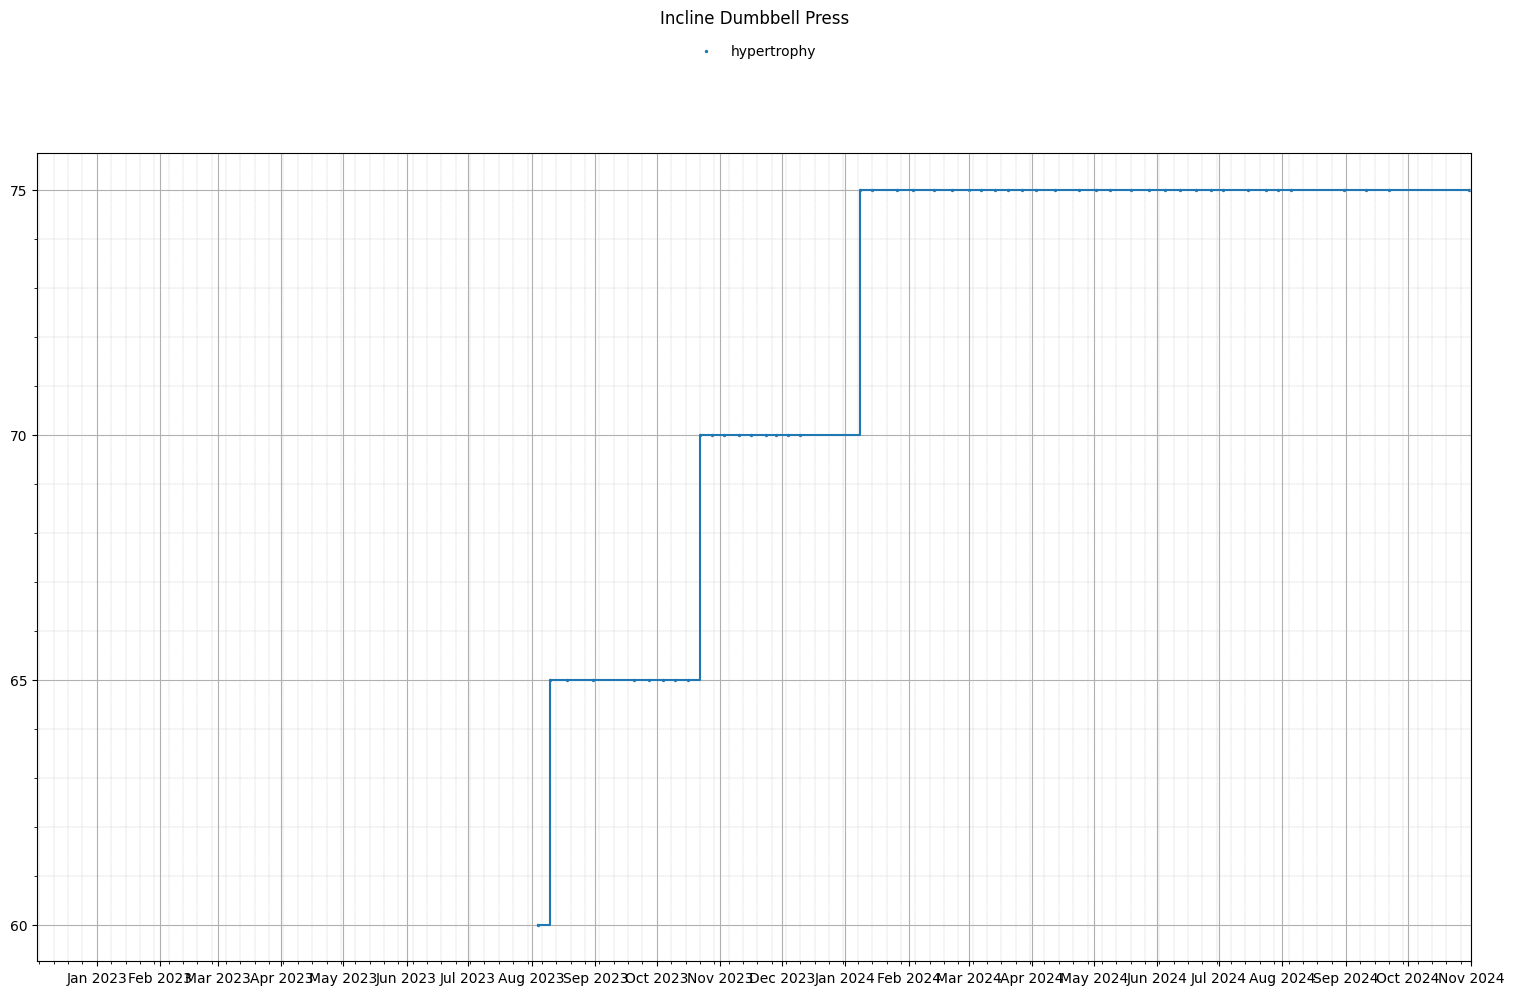 Incline Dumbbell Press
hypertrophy
75
70
65
60
Jan 2023 Feb 2023 Mar 2023 Apr 2023 May 2023 Jun 2023 Jul 2023 Aug 2023 Sep 2023 Oct 2023 Nov 2023 Dec 2023 Jan 2024 Feb 2024 Mar 2024 Apr 2024 May 2024 Jun 2024 Jul 2024 Aug 2024 Sep 2024 Oct 2024 Nov 2024